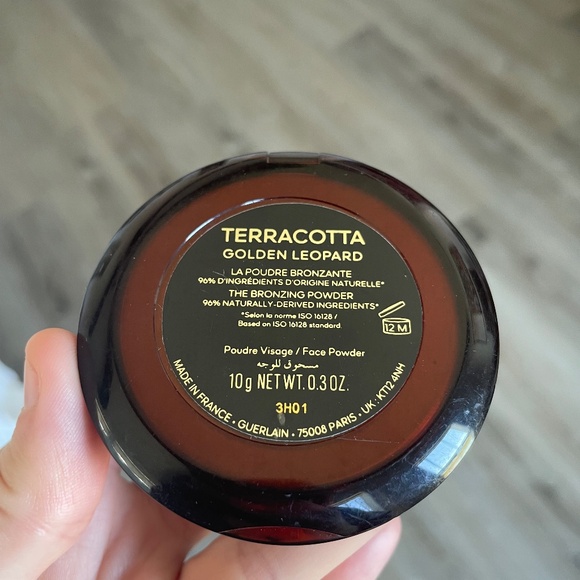 TERRACOTTA
GOLDEN LEOPARD
LA POUDRE BRONZANTE
96% D'INGRÉDIENTS D'ORIGINE NATURELLE*
THE BRONZING POWDER
96% NATURALLY-DERIVED INGREDIENTS*
*Selon la norme ISO 16128 /
Based on ISO 16128 standard
12 M
Poudre Visage / Face Powder
مسحوق للوجه
10g NET WT. 0.3 OZ.
3H01
MADE IN FRANCE • GUERLAIN • 75008 PARIS • UK: KT12 4NH